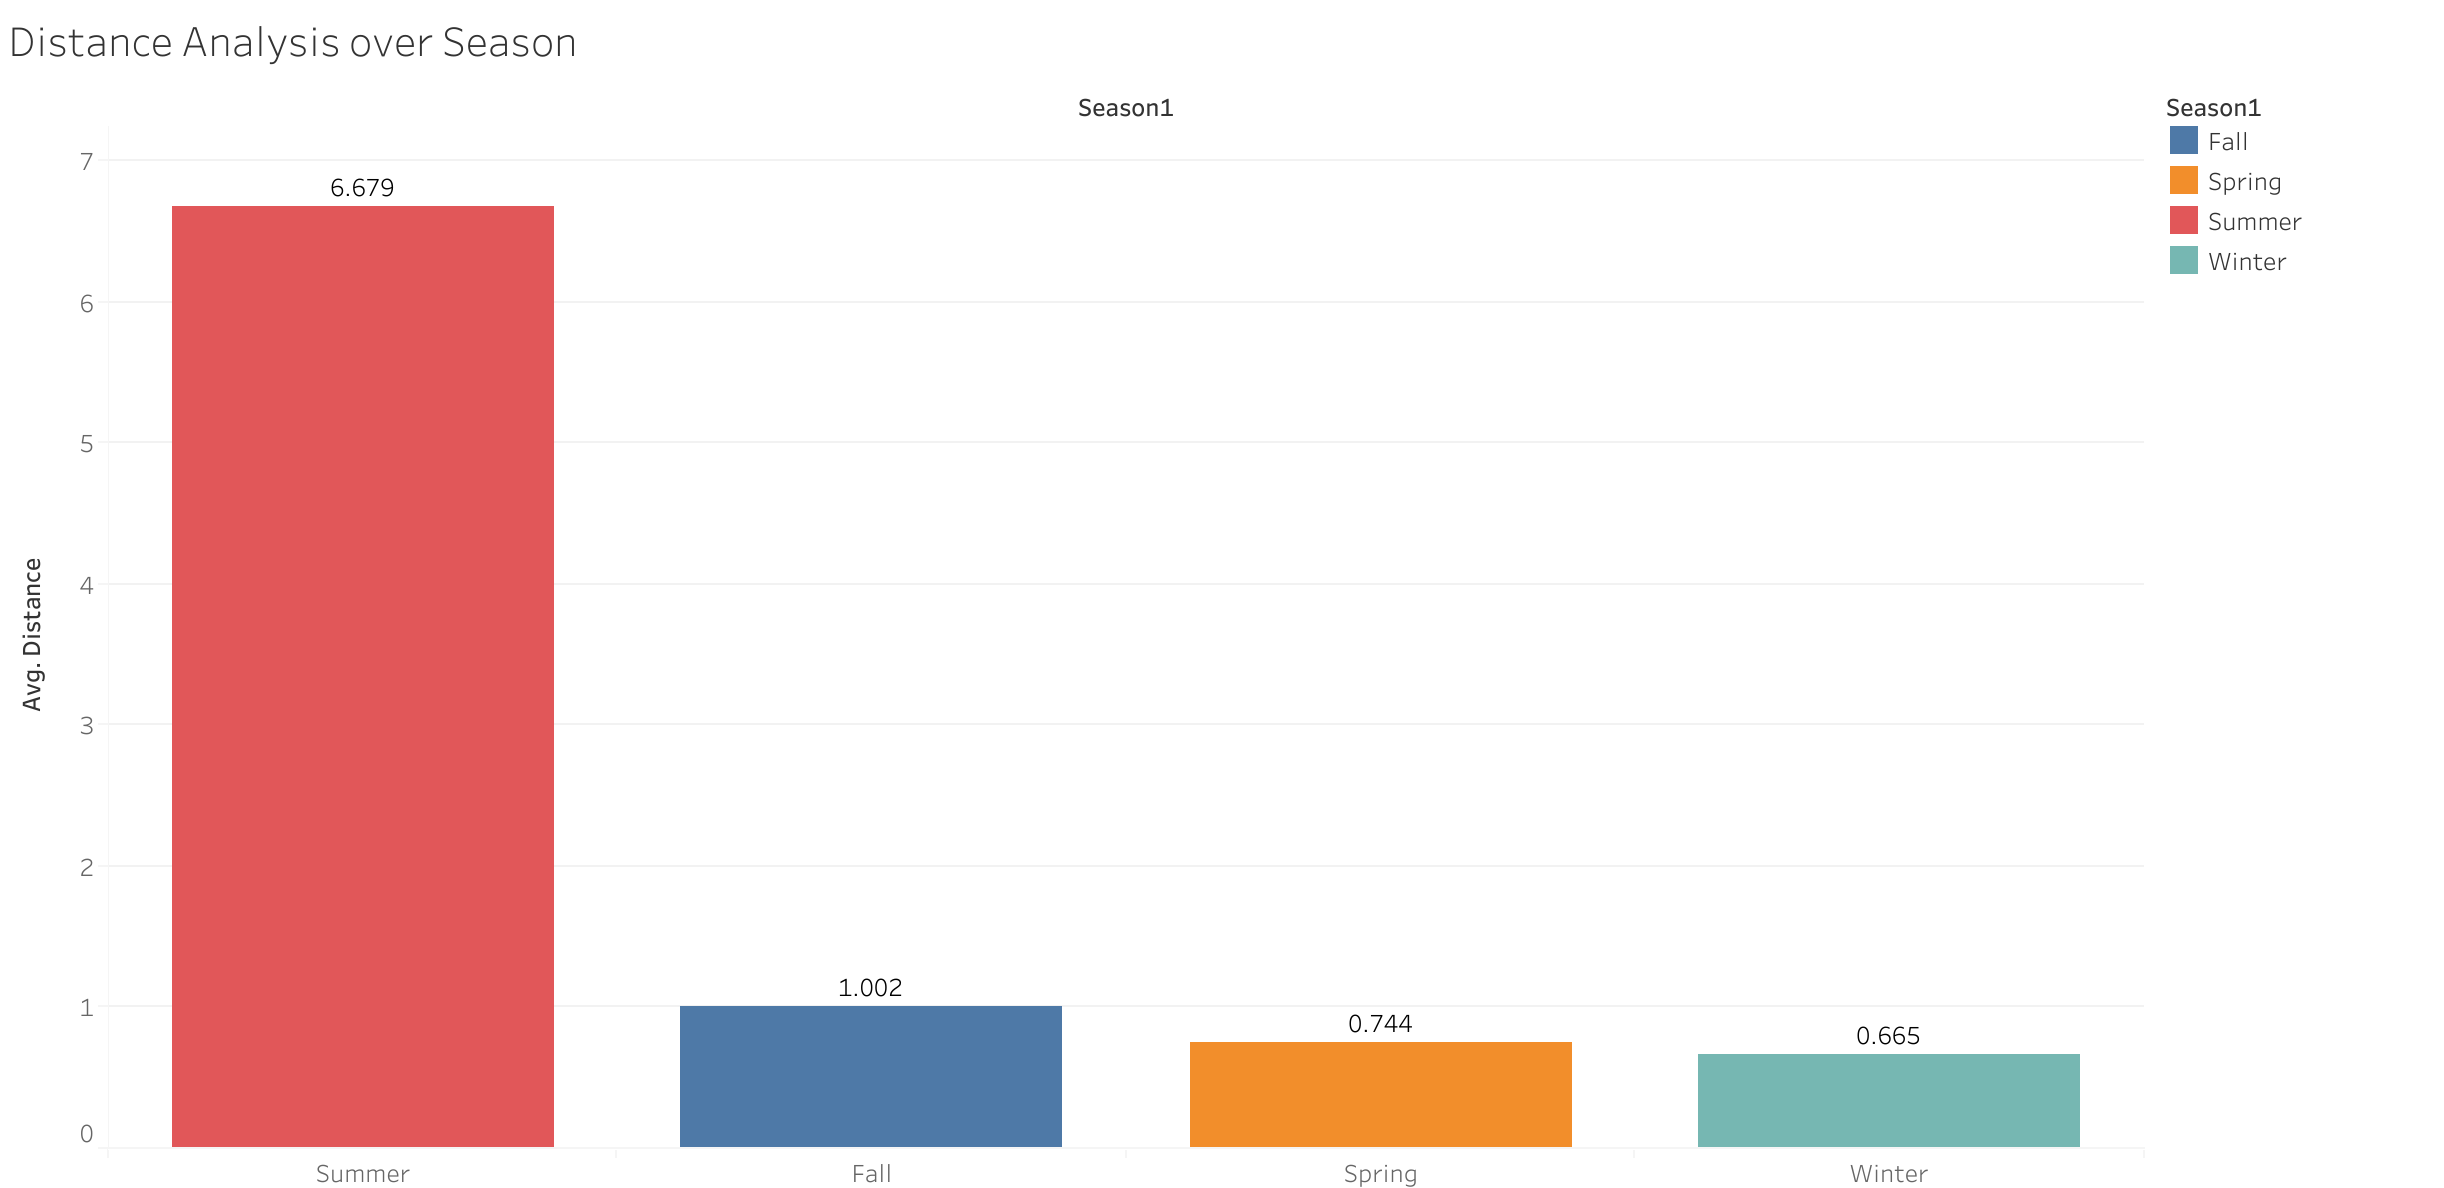 Distance Analysis over Season
Season1
Avg. Distance
7
6
5
4
3
2
1
0
6.679
1.002
0.744
0.665
Summer
Fall
Spring
Winter
Season1
Fall
Spring
Summer
Winter